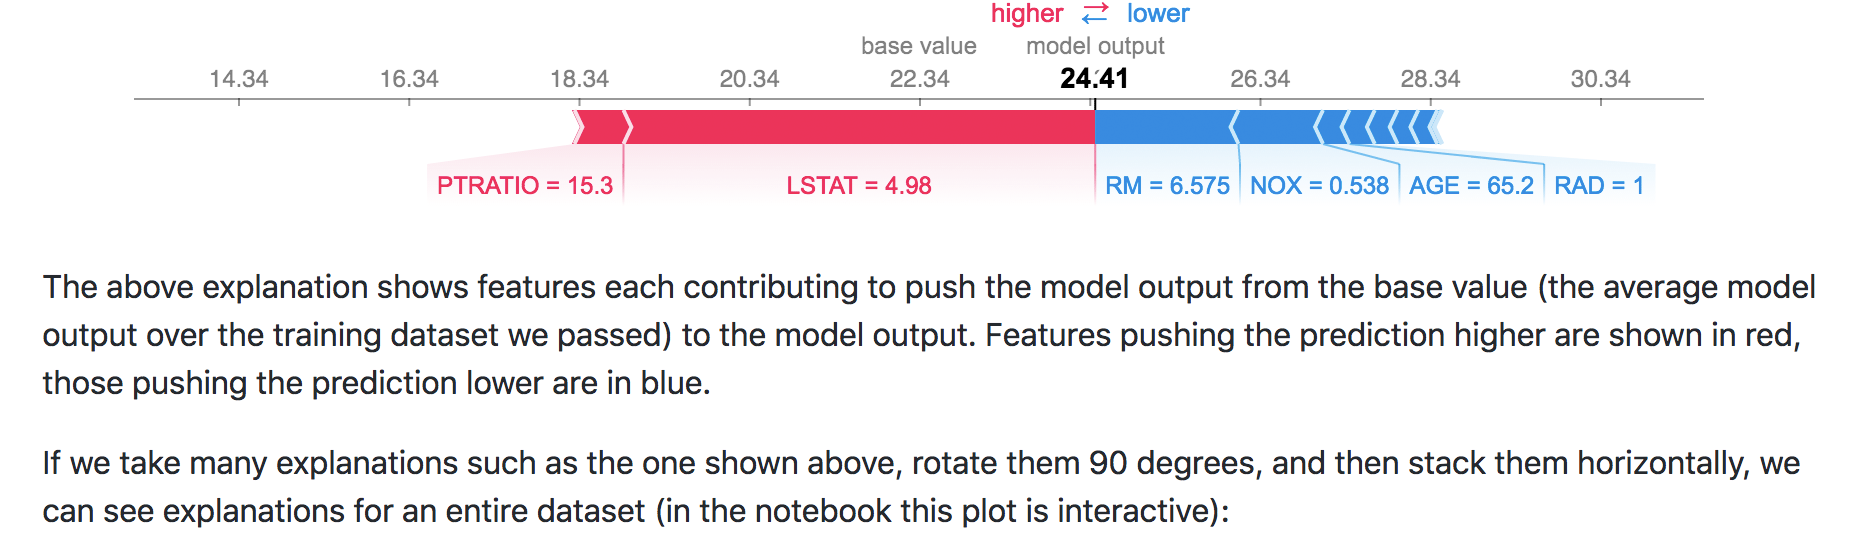 higher ⇄ lower
base value model output
14.34 16.34 18.34 20.34 22.34 24.41 26.34 28.34 30.34
PTRATIO = 15.3 LSTAT = 4.98 RM = 6.575 NOX = 0.538 AGE = 65.2 RAD = 1
The above explanation shows features each contributing to push the model output from the base value (the average model
output over the training dataset we passed) to the model output. Features pushing the prediction higher are shown in red,
those pushing the prediction lower are in blue.
If we take many explanations such as the one shown above, rotate them 90 degrees, and then stack them horizontally, we
can see explanations for an entire dataset (in the notebook this plot is interactive):